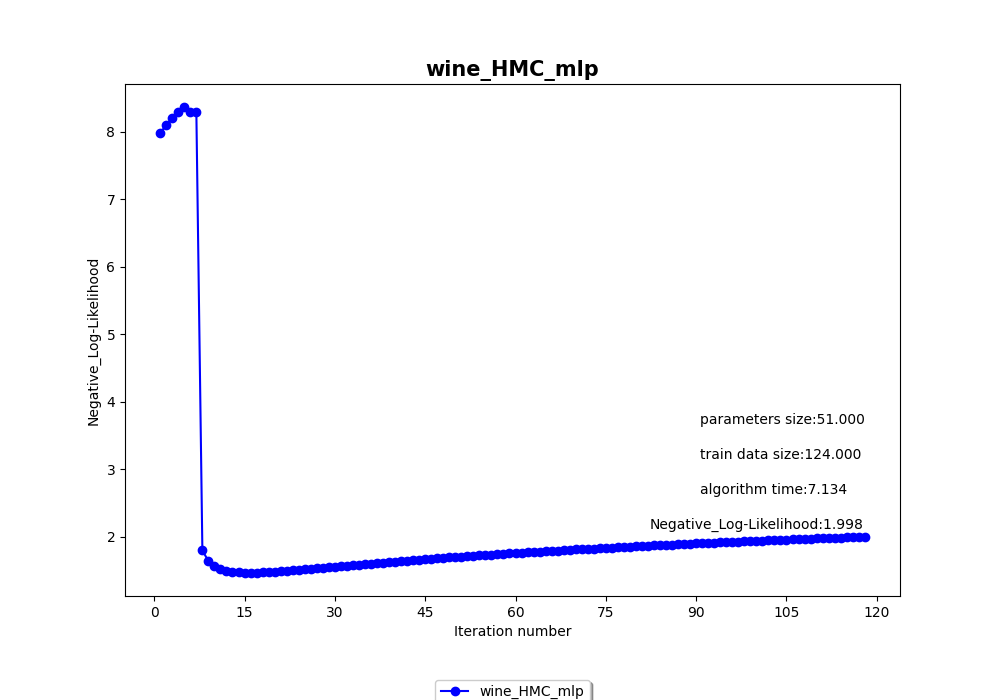 wine_HMC_mlp
8
7
6
5
4
3
2
Negative_Log-Likelihood
parameters size:51.000
train data size:124.000
algorithm time:7.134
Negative_Log-Likelihood:1.998
0 15 30 45 60 75 90 105 120
Iteration number
wine_HMC_mlp